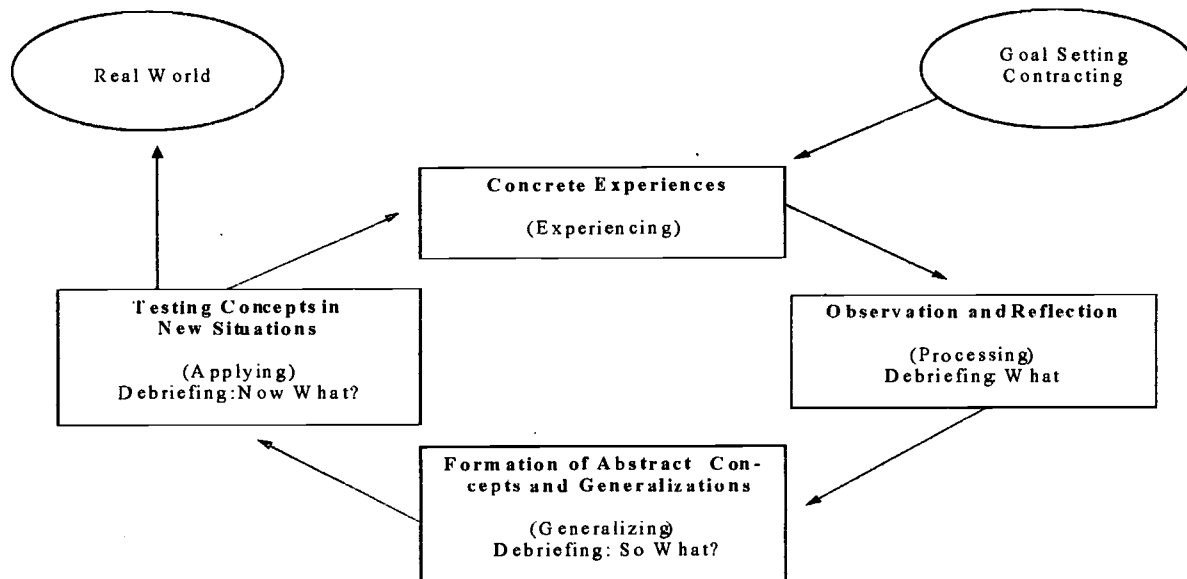 Real World
Goal Setting
Contracting
Concrete Experiences
(Experiencing)
Testing Concepts in
New Situations
(Applying)
Debriefing:Now What?
Observation and Reflection
(Processing)
Debriefing: What
Formation of Abstract Con-
cepts and Generalizations
(Generalizing)
Debriefing: So What?